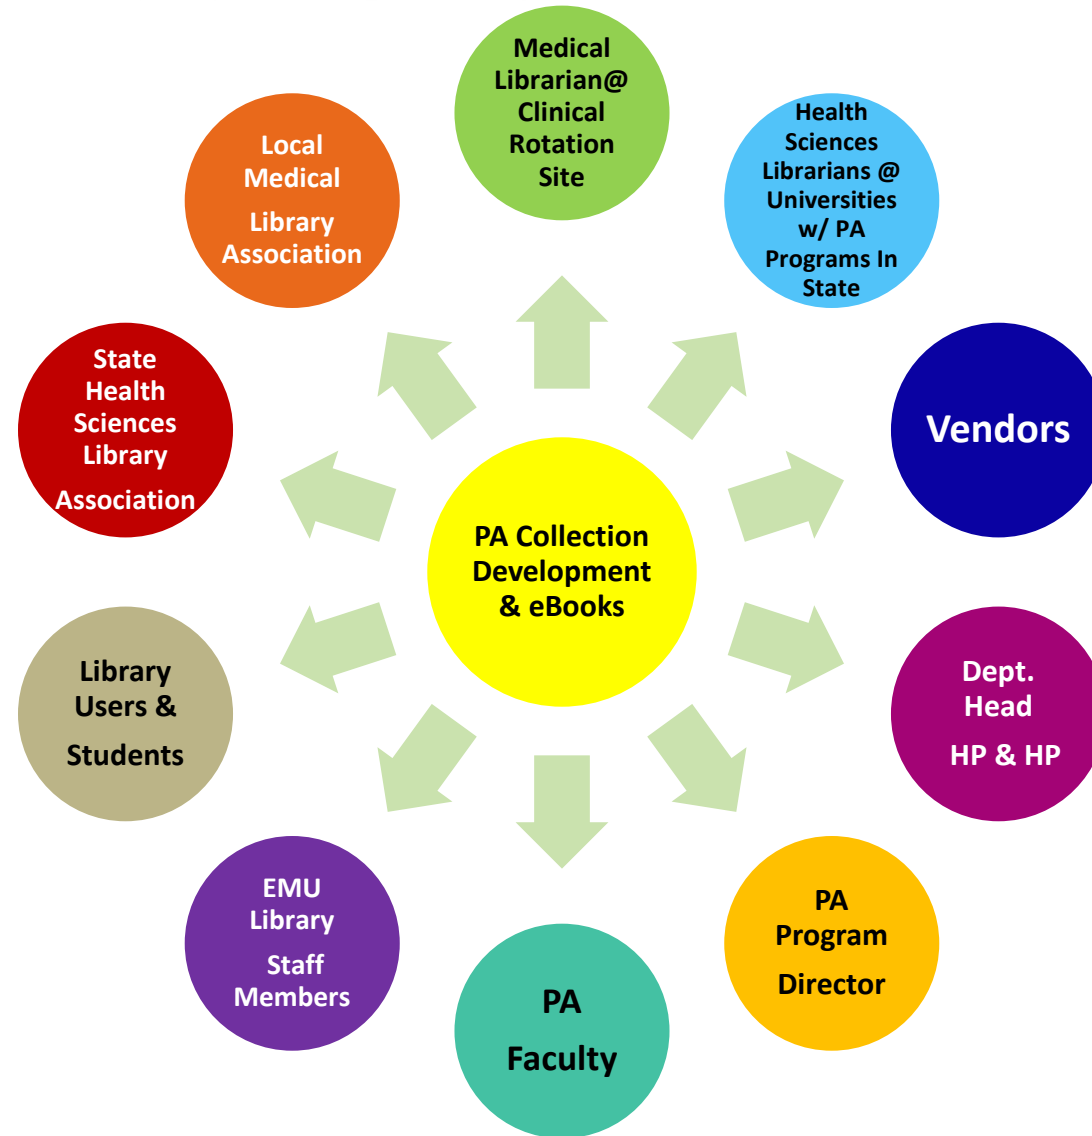 Medical
Librarian@
Clinical
Rotation
Site
Health
Sciences
Librarians @
Universities
w/ PA
Programs In
State
Vendors
Dept.
Head
HP & HP
PA
Program
Director
PA
Faculty
EMU
Library
Staff
Members
Library
Users &
Students
State
Health
Sciences
Library
Association
Local
Medical
Library
Association
PA Collection
Development
& eBooks